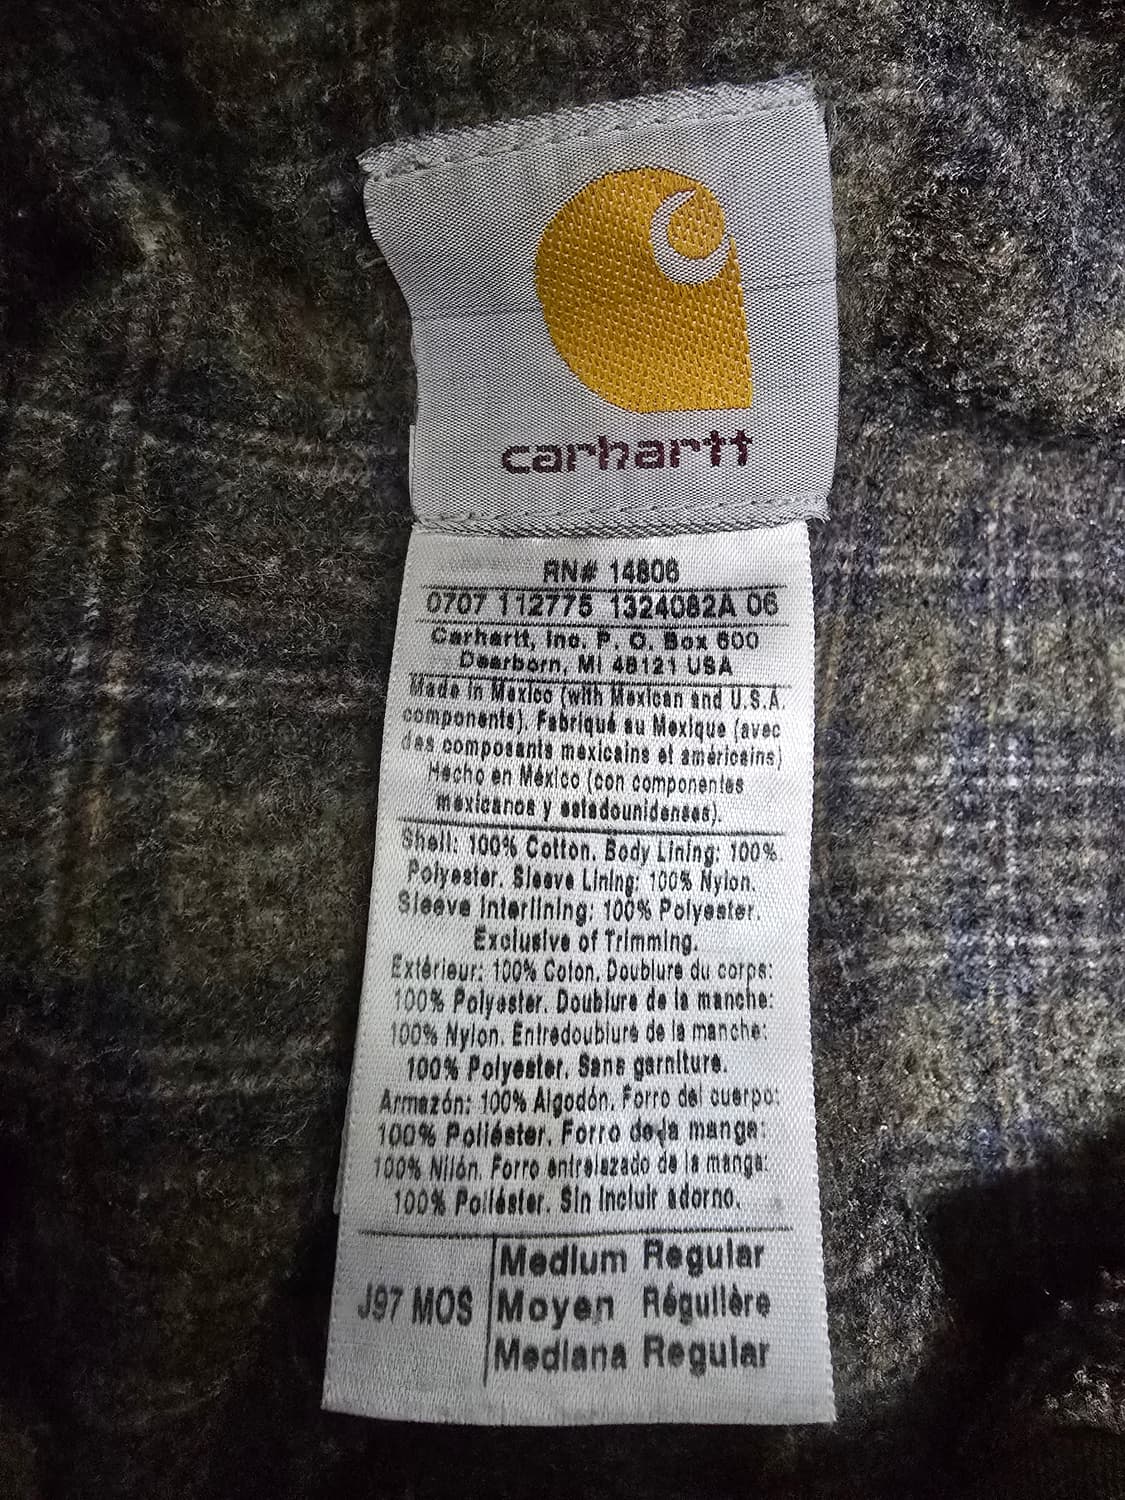 carhartt
RN# 14806
0707 112775 1324082A 06
Carhartt, Inc. P. O. Box 600
Dearborn, MI 48121 USA
Made in Mexico (with Mexican and U.S.A.
components). Fabriqué au Mexique (avec
des composants mexicains et américains)
Hecho en México (con componentes
mexicanos y estadounidenses).
Shell: 100% Cotton. Body Lining: 100%
Polyester. Sleeve Lining: 100% Nylon.
Sleeve Interlining: 100% Polyester.
Exclusive of Trimming.
Extérieur: 100% Coton. Doublure du corps:
100% Polyester. Doublure de la manche:
100% Nylon. Entredoublure de la manche:
100% Polyester. Sans garniture.
Armazón: 100% Algodón. Forro del cuerpo:
100% Poliéster. Forro de la manga:
100% Nilón. Forro entrelazado de la manga:
100% Poliéster. Sin incluir adorno.
Medium Regular
J97 MOS Moyen Régulière
Mediana Regular